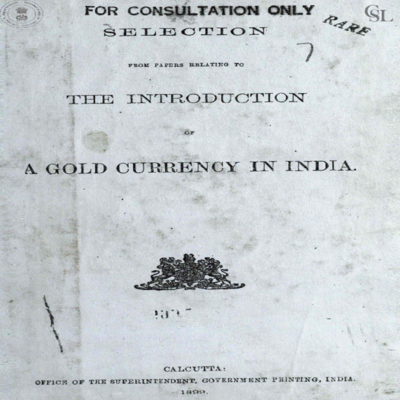 FOR CONSULTATION ONLY
RARE
CSL
SELECTION
7
FROM PAPERS RELATING TO
THE INTRODUCTION
OF
A GOLD CURRENCY IN INDIA.
CALCUTTA:
OFFICE OF THE SUPERINTENDENT, GOVERNMENT PRINTING, INDIA.